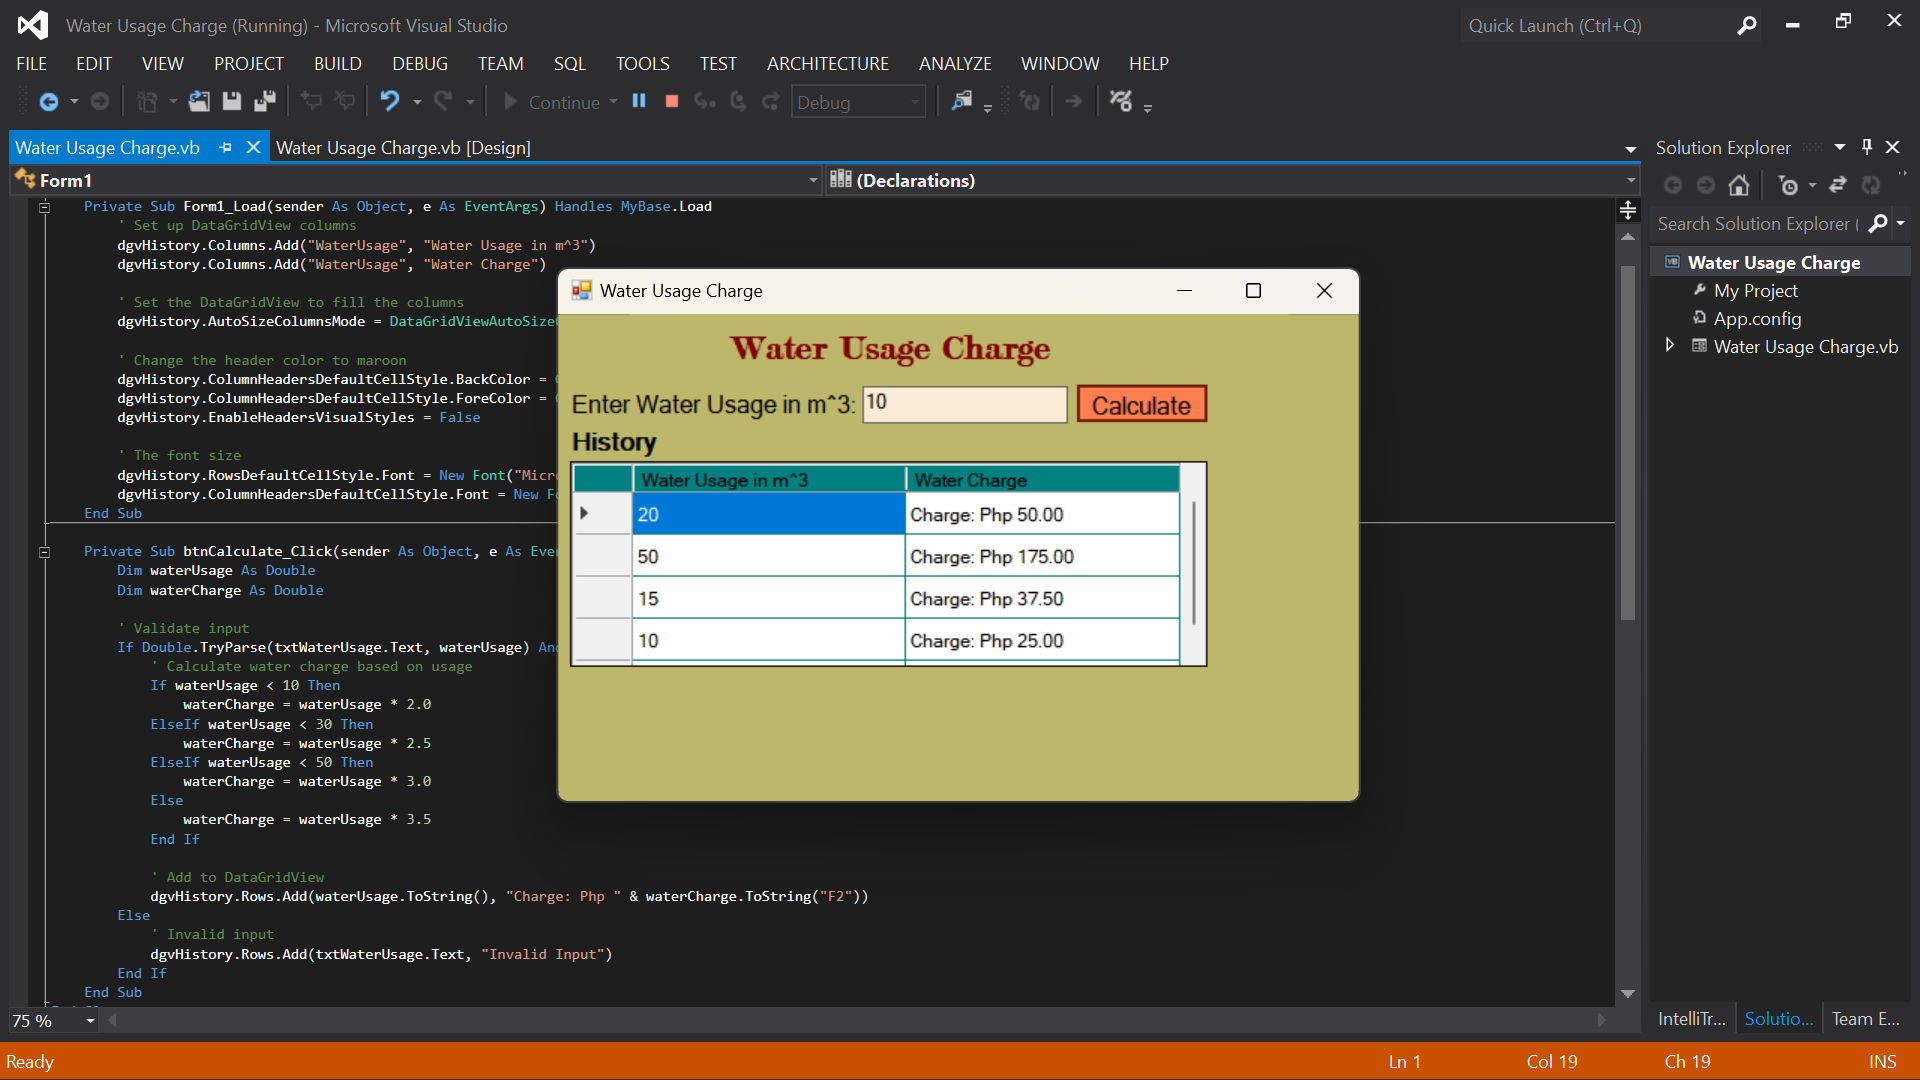 Water Usage Charge (Running) - Microsoft Visual Studio
Quick Launch (Ctrl+Q)
FILE EDIT VIEW PROJECT BUILD DEBUG TEAM SQL TOOLS TEST ARCHITECTURE ANALYZE WINDOW HELP
Continue Debug
Water Usage Charge.vb Water Usage Charge.vb [Design]
Form1 (Declarations)
Private Sub Form1_Load(sender As Object, e As EventArgs) Handles MyBase.Load
' Set up DataGridView columns
dgvHistory.Columns.Add("WaterUsage", "Water Usage in m^3")
dgvHistory.Columns.Add("WaterUsage", "Water Charge")
' Set the DataGridView to fill the columns
dgvHistory.AutoSizeColumnsMode = DataGridViewAutoSize
' Change the header color to maroon
dgvHistory.ColumnHeadersDefaultCellStyle.BackColor =
dgvHistory.ColumnHeadersDefaultCellStyle.ForeColor =
dgvHistory.EnableHeadersVisualStyles = False
' The font size
dgvHistory.RowsDefaultCellStyle.Font = New Font("Micr
dgvHistory.ColumnHeadersDefaultCellStyle.Font = New F
End Sub
Private Sub btnCalculate_Click(sender As Object, e As Eve
Dim waterUsage As Double
Dim waterCharge As Double
' Validate input
If Double.TryParse(txtWaterUsage.Text, waterUsage) An
' Calculate water charge based on usage
If waterUsage < 10 Then
waterCharge = waterUsage * 2.0
ElseIf waterUsage < 30 Then
waterCharge = waterUsage * 2.5
ElseIf waterUsage < 50 Then
waterCharge = waterUsage * 3.0
Else
waterCharge = waterUsage * 3.5
End If
' Add to DataGridView
dgvHistory.Rows.Add(waterUsage.ToString(), "Charge: Php " & waterCharge.ToString("F2"))
Else
' Invalid input
dgvHistory.Rows.Add(txtWaterUsage.Text, "Invalid Input")
End If
End Sub
75 %
Water Usage Charge
Water Usage Charge
Enter Water Usage in m^3: 10 Calculate
History
Water Usage in m^3 Water Charge
20 Charge: Php 50.00
50 Charge: Php 175.00
15 Charge: Php 37.50
10 Charge: Php 25.00
Solution Explorer
Search Solution Explorer (
Water Usage Charge
My Project
App.config
Water Usage Charge.vb
IntelliTr... Solutio... Team E...
Ready Ln 1 Col 19 Ch 19 INS